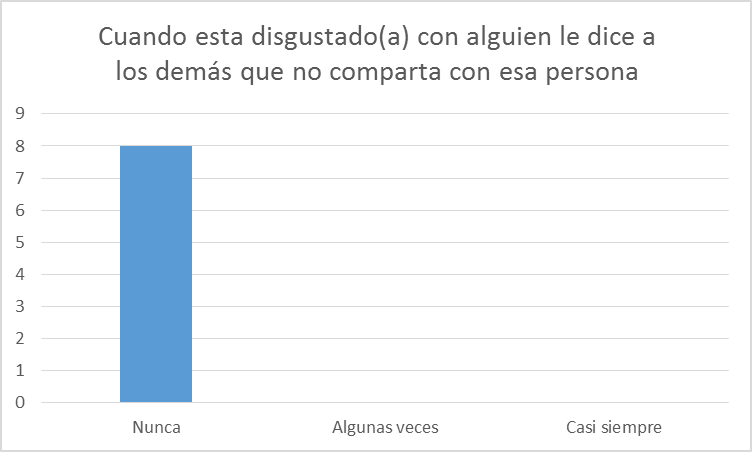 Cuando esta disgustado(a) con alguien le dice a
los demás que no comparta con esa persona
9
8
7
6
5
4
3
2
1
0
Nunca
Algunas veces
Casi siempre